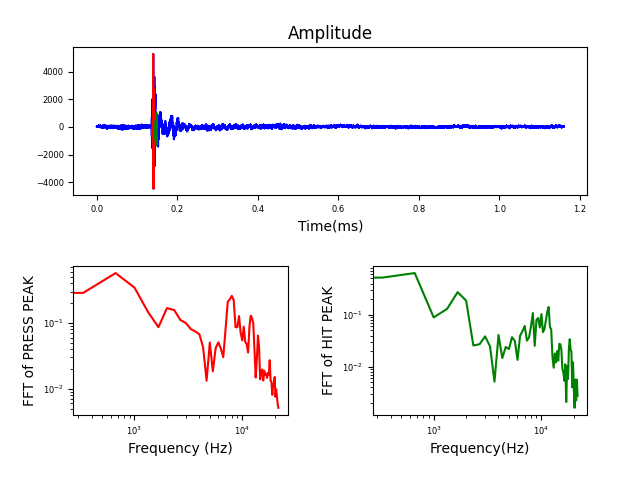 Amplitude
4000
2000
0
−2000
−4000
0.0 0.2 0.4 0.6 0.8 1.0 1.2
Time(ms)
FFT of PRESS PEAK
10⁻¹
10⁻²
10³ 10⁴
Frequency (Hz)
FFT of HIT PEAK
10⁻¹
10⁻²
10³ 10⁴
Frequency(Hz)